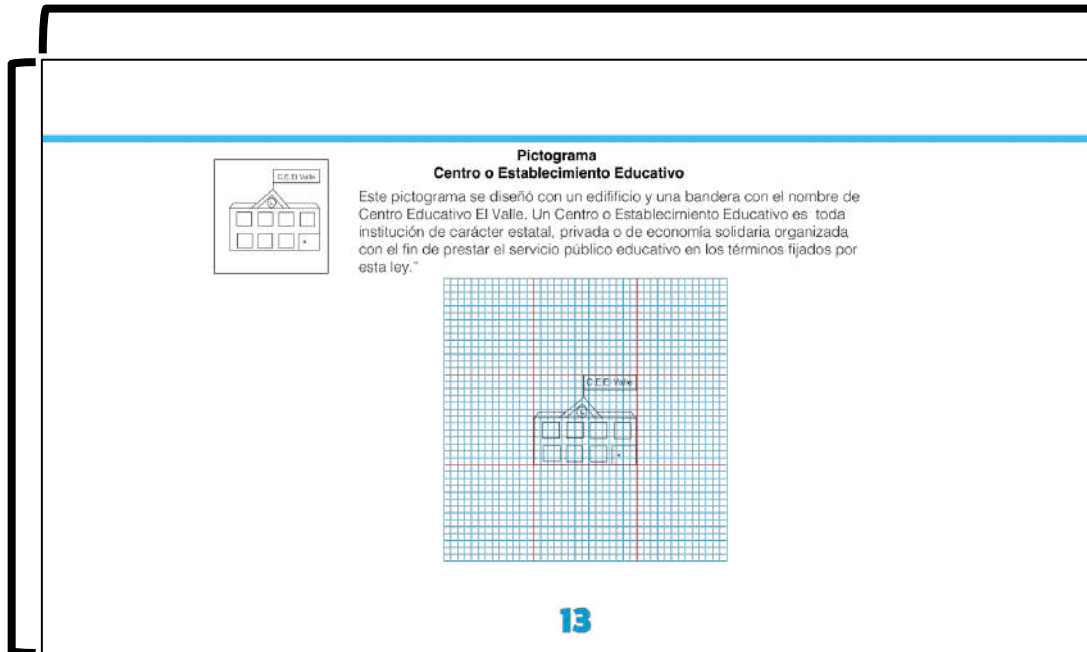 Pictograma
Centro o Establecimiento Educativo
C.E.El Valle
Este pictograma se diseñó con un edifificio y una bandera con el nombre de
Centro Educativo El Valle. Un Centro o Establecimiento Educativo es toda
institución de carácter estatal, privada o de economía solidaria organizada
con el fin de prestar el servicio público educativo en los términos fijados por
esta ley."
C.E.El Valle
13